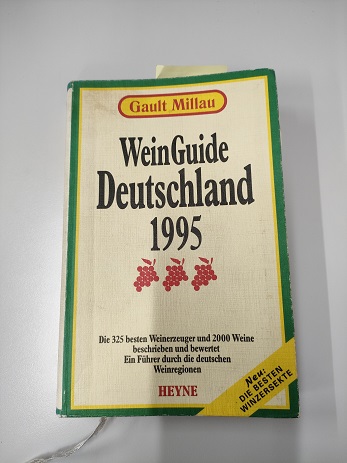 Gault Millau
WeinGuide
Deutschland
1995
Die 325 besten Weinerzeuger und 2000 Weine
beschrieben und bewertet
Ein Führer durch die deutschen
Weinregionen
HEYNE
Neu:
DIE BESTEN
WINZERSEKTE